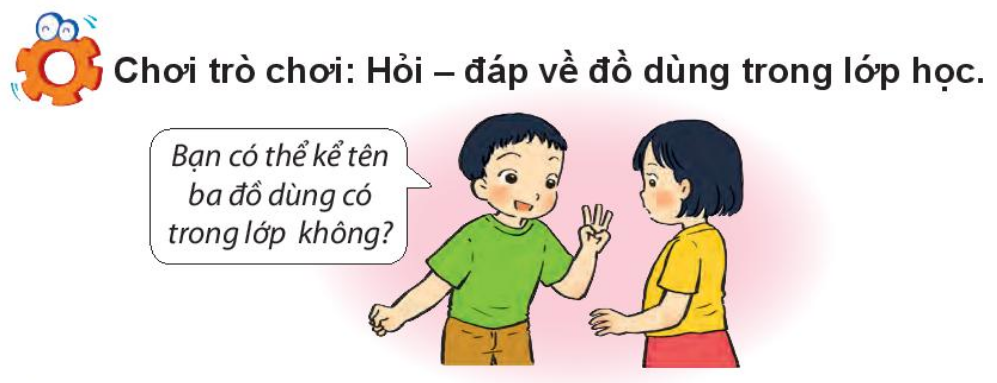 Chơi trò chơi: Hỏi – đáp về đồ dùng trong lớp học.
Bạn có thể kể tên
ba đồ dùng có
trong lớp không?